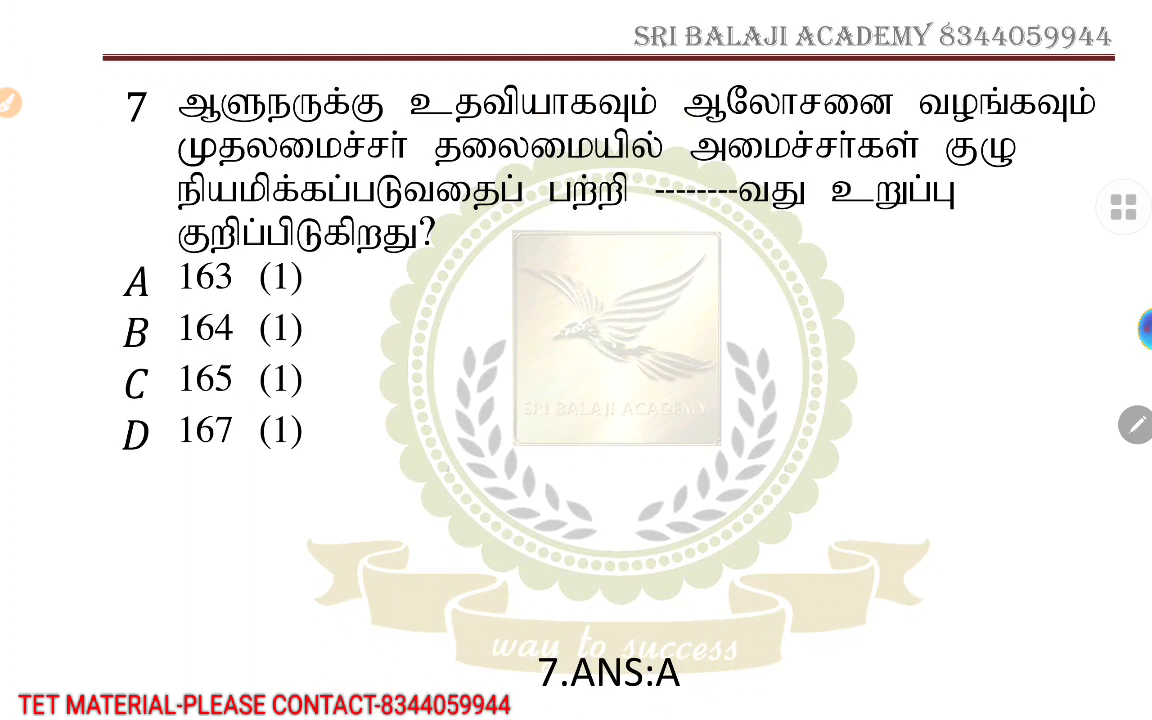 SRI BALAJI ACADEMY 8344059944
7 ஆளுநருக்கு உதவியாகவும் ஆலோசனை வழங்கவும்
முதலமைச்சர் தலைமையில் அமைச்சர்கள் குழு
நியமிக்கப்படுவதைப் பற்றி --------வது உறுப்பு
குறிப்பிடுகிறது?
A 163 (1)
B 164 (1)
C 165 (1)
D 167 (1)
SRI BALAJI ACADEMY
way to success
7.ANS:A
TET MATERIAL-PLEASE CONTACT-8344059944